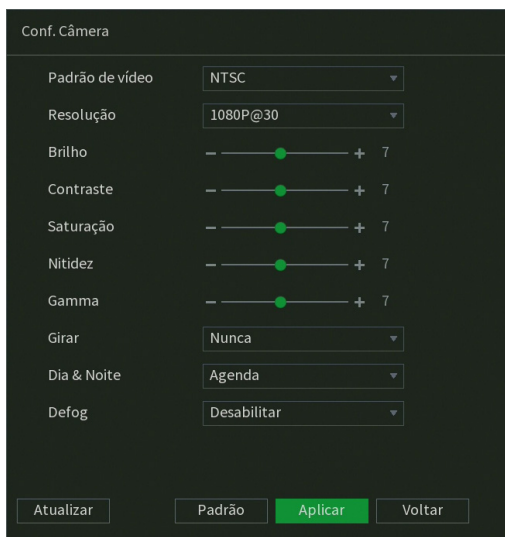 Conf. Câmera
Padrão de vídeo NTSC
Resolução 1080P@30
Brilho 7
Contraste 7
Saturação 7
Nitidez 7
Gamma 7
Girar Nunca
Dia & Noite Agenda
Defog Desabilitar
Atualizar Padrão Aplicar Voltar